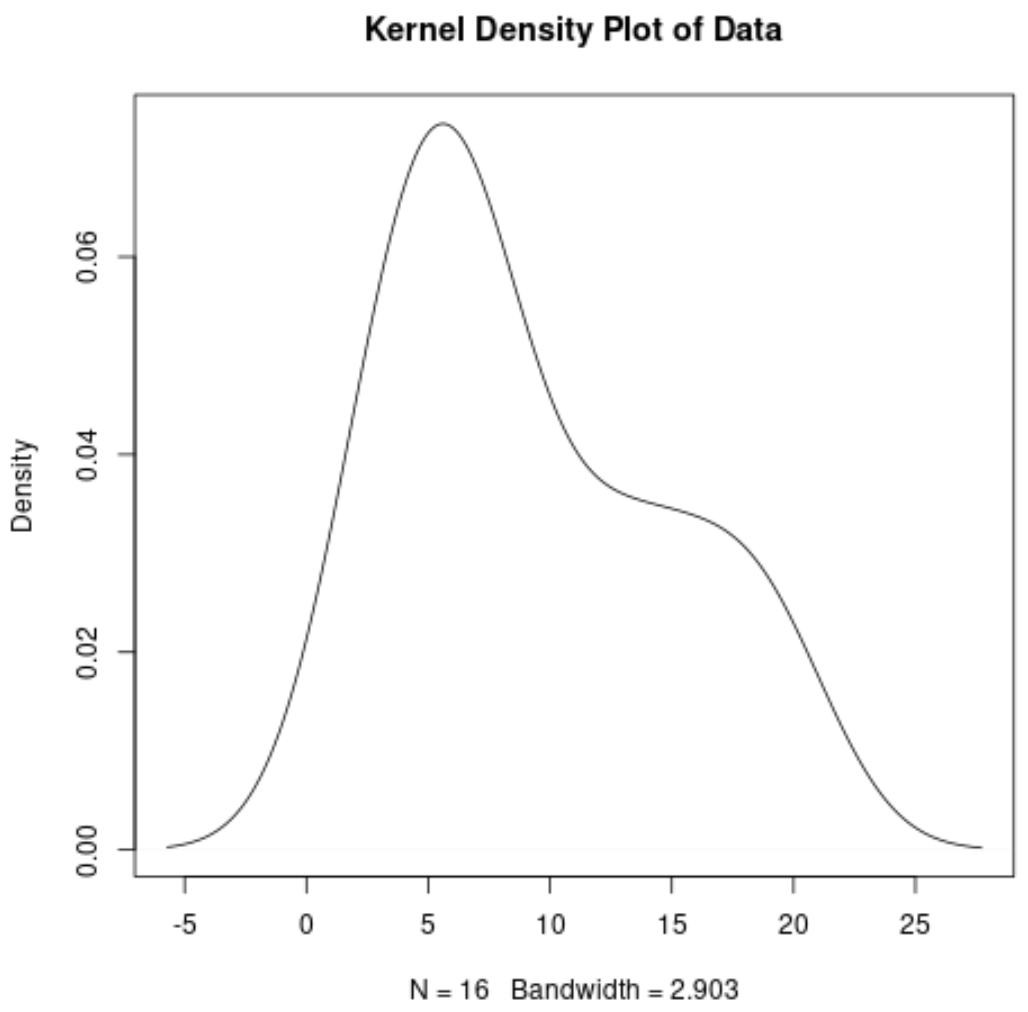 Kernel Density Plot of Data
Density
0.06
0.04
0.02
0.00
-5 0 5 10 15 20 25
N = 16 Bandwidth = 2.903